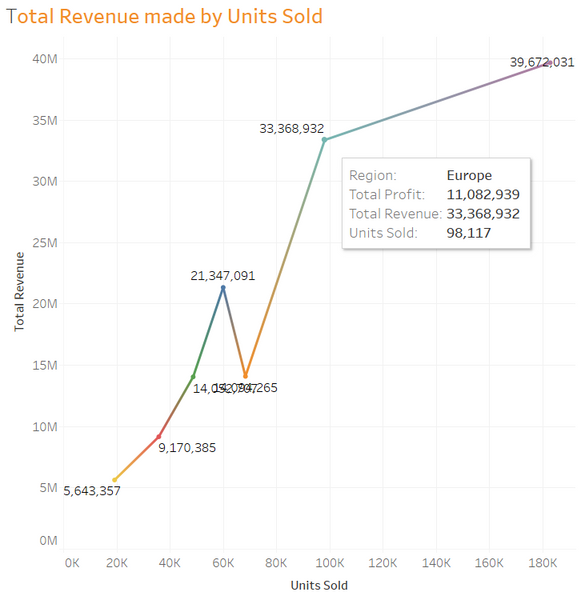 Total Revenue made by Units Sold
40M
39,672,031
35M
33,368,932
Region: Europe
Total Profit: 11,082,939
Total Revenue: 33,368,932
Units Sold: 98,117
30M
25M
21,347,091
20M
Total Revenue
15M
14,094,265
10M
9,170,385
5M
5,643,357
0M
0K 20K 40K 60K 80K 100K 120K 140K 160K 180K
Units Sold